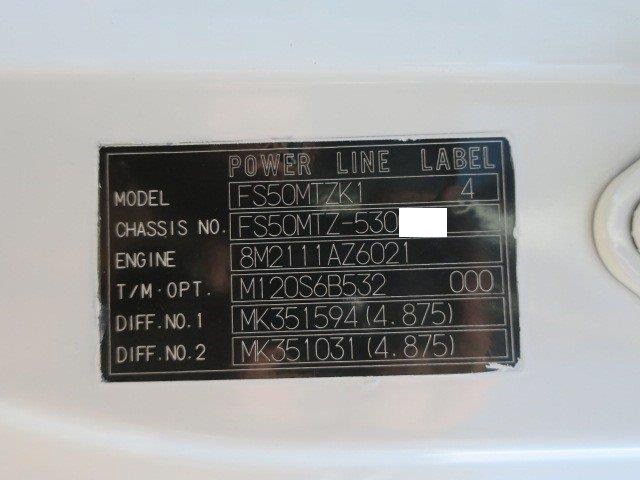 POWER LINE LABEL
MODEL FS50MTZK1 4
CHASSIS NO. FS50MTZ-530
ENGINE 8M2111AZ6021
T/M·OPT. M120S6B532 000
DIFF.NO.1 MK351594(4.875)
DIFF.NO.2 MK351031(4.875)